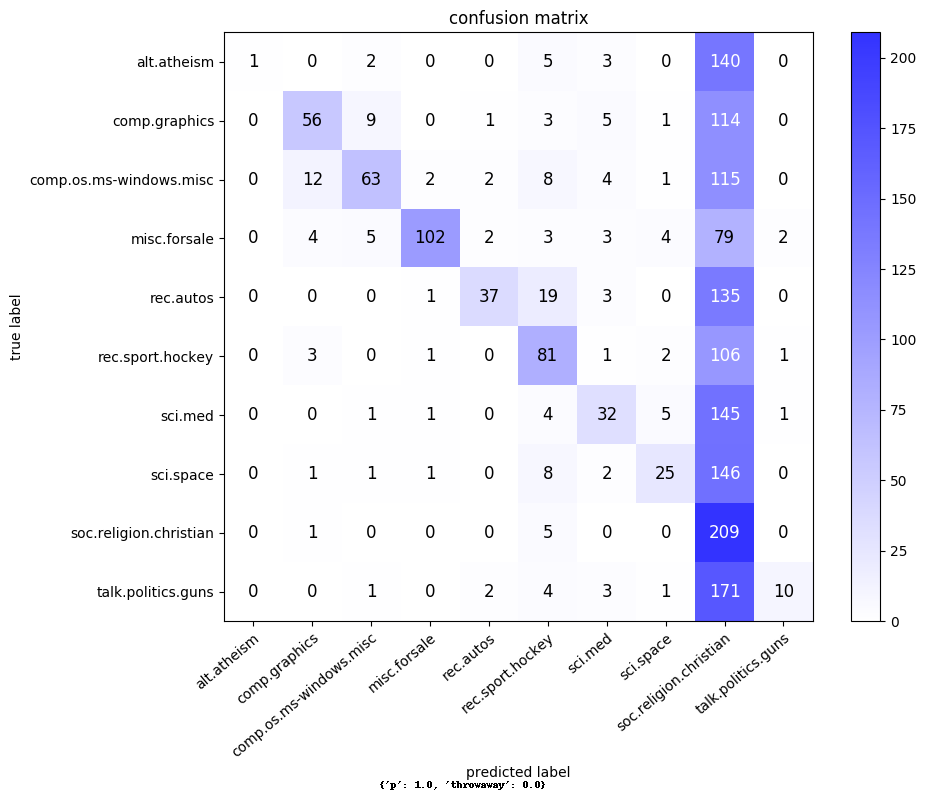 confusion matrix
true label
alt.atheism 1 0 2 0 0 5 3 0 140 0
comp.graphics 0 56 9 0 1 3 5 1 114 0
comp.os.ms-windows.misc 0 12 63 2 2 8 4 1 115 0
misc.forsale 0 4 5 102 2 3 3 4 79 2
rec.autos 0 0 0 1 37 19 3 0 135 0
rec.sport.hockey 0 3 0 1 0 81 1 2 106 1
sci.med 0 0 1 1 0 4 32 5 145 1
sci.space 0 1 1 1 0 8 2 25 146 0
soc.religion.christian 0 1 0 0 0 5 0 0 209 0
talk.politics.guns 0 0 1 0 2 4 3 1 171 10
alt.atheism comp.graphics comp.os.ms-windows.misc misc.forsale rec.autos rec.sport.hockey sci.med sci.space soc.religion.christian talk.politics.guns
predicted label
{'p': 1.0, 'throwaway': 0.0}
200
175
150
125
100
75
50
25
0